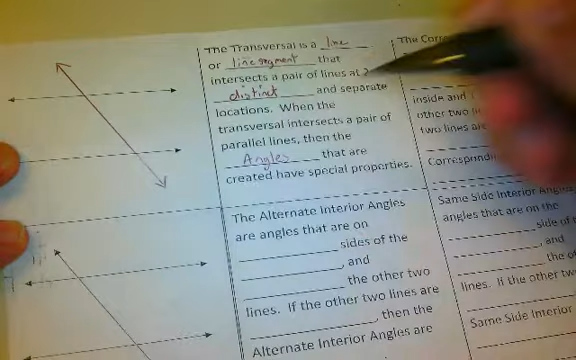 The Transversal is a line
or line segment that
intersects a pair of lines at 2
distinct and separate
locations. When the
transversal intersects a pair of
parallel lines, then the
Angles that are
created have special properties.
The Alternate Interior Angles
are angles that are on
sides of the
, and
the other two
lines. If the other two lines are
, then the
Alternate Interior Angles are
The
inside and
other two
two lines are
Same Side Interior Angles
angles that are on the
side of
, and
the
lines. If the other two
Same Side Interior